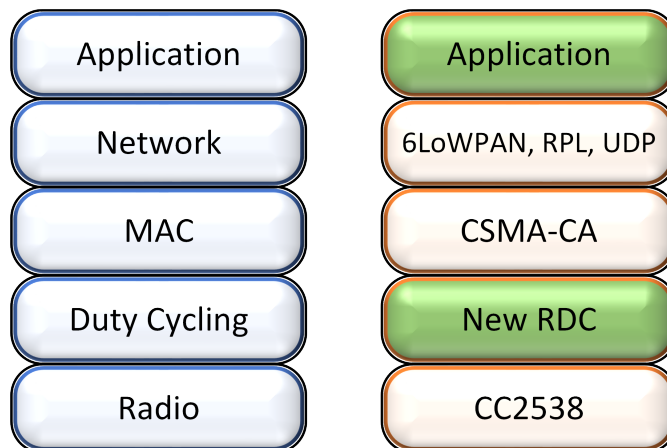 Application
Application
Network
6LoWPAN, RPL, UDP
MAC
CSMA-CA
Duty Cycling
New RDC
Radio
CC2538